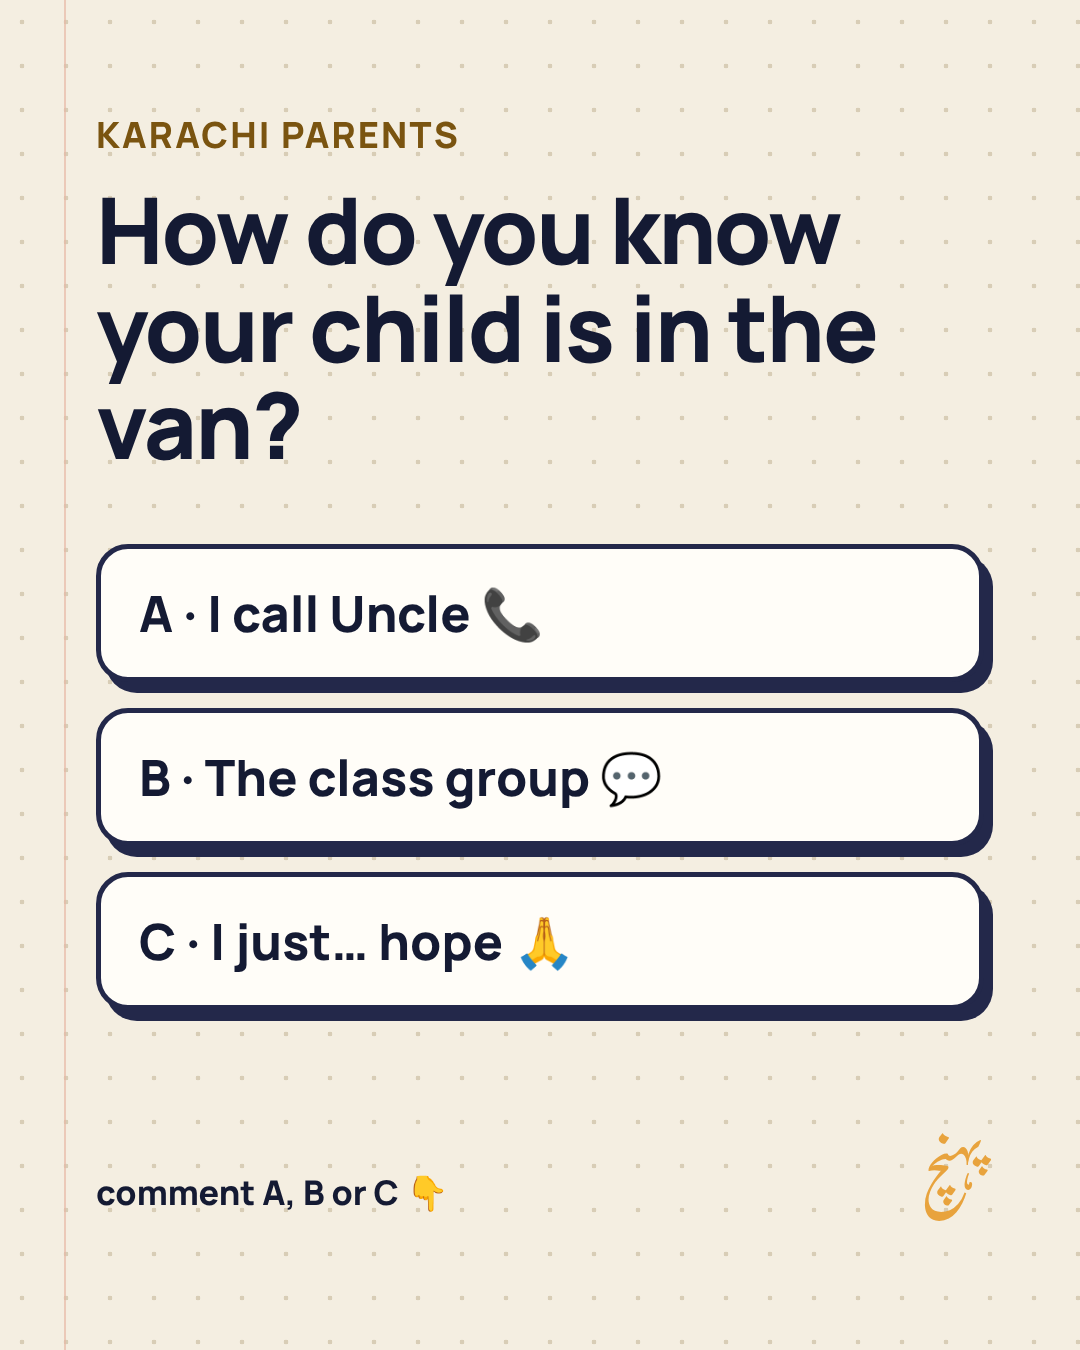 KARACHI PARENTS
How do you know
your child is in the
van?
A · I call Uncle 📞
B · The class group 💬
C · I just... hope 🙏
comment A, B or C 👇
پہنچ